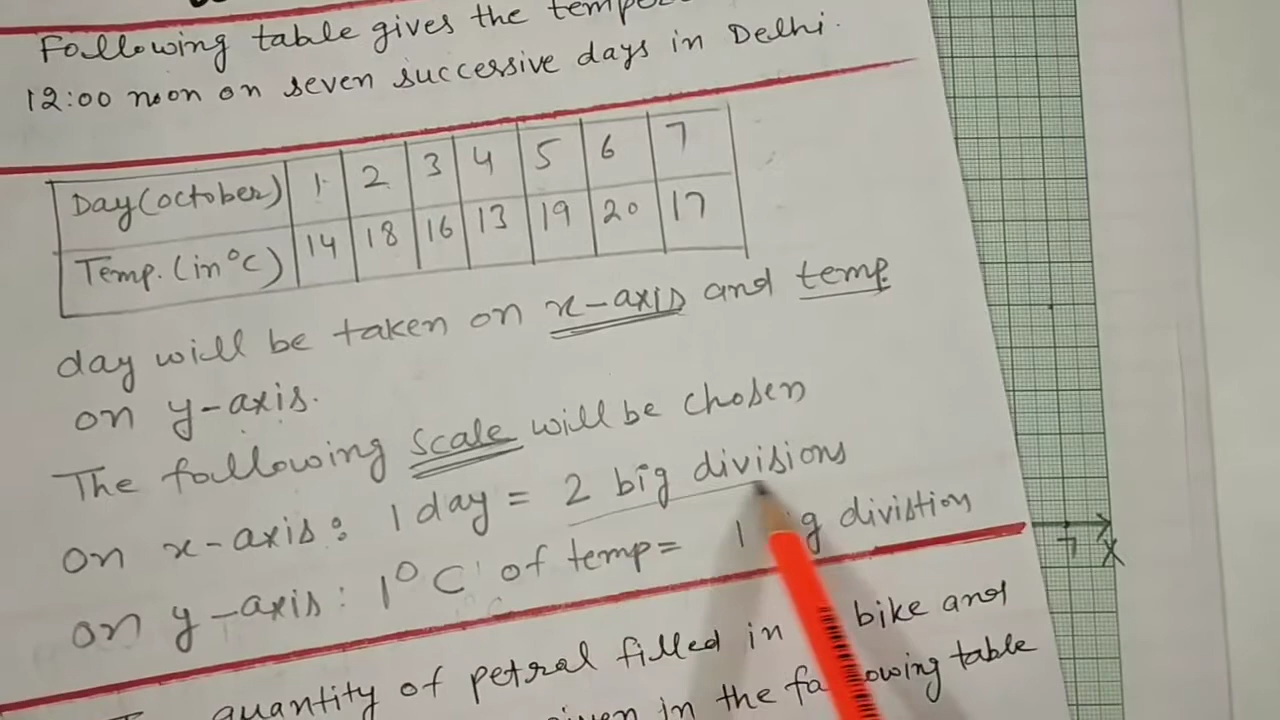 Following table gives the
12:00 noon on seven successive days in Delhi.
Day (october) 1 2 3 4 5 6 7
Temp. (in °C) 14 18 16 13 19 20 17
day will be taken on x-axis and temp.
on y-axis.
The following scale will be chosen
on x-axis: 1 day = 2 big divisions
on y-axis: 1°C of temp = 1 divistion
quantity of petral filled in bike and
in the following table
7
X